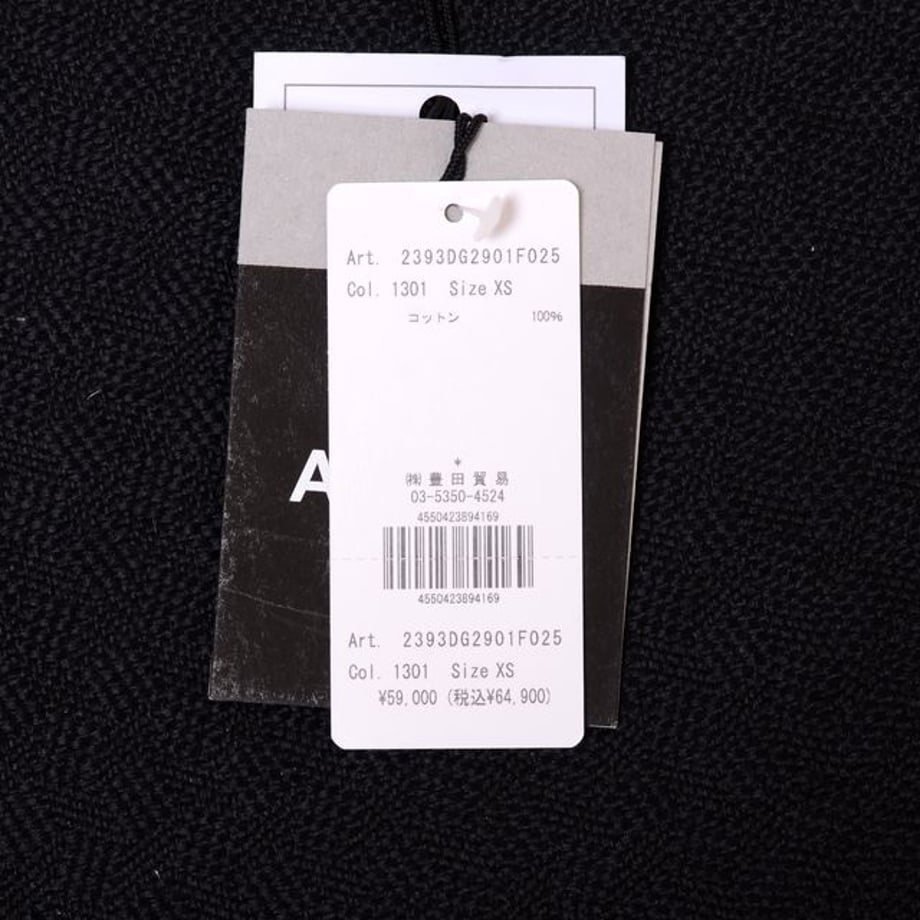 Art. 2393DG2901F025
Col. 1301 Size XS
コットン 100%
㈱豊田貿易
03-5350-4524
4550423894169
4550423894169
Art. 2393DG2901F025
Col. 1301 Size XS
¥59,000 (税込¥64,900)
A